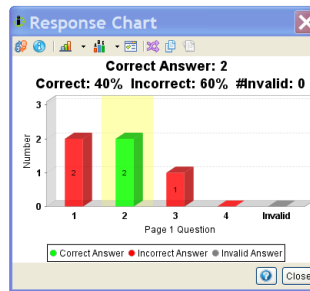 Response Chart
Correct Answer: 2
Correct: 40% Incorrect: 60% #Invalid: 0
Number
3
2
1
0
2
2
1
1 2 3 4 Invalid
Page 1 Question
Correct Answer Incorrect Answer Invalid Answer
Close